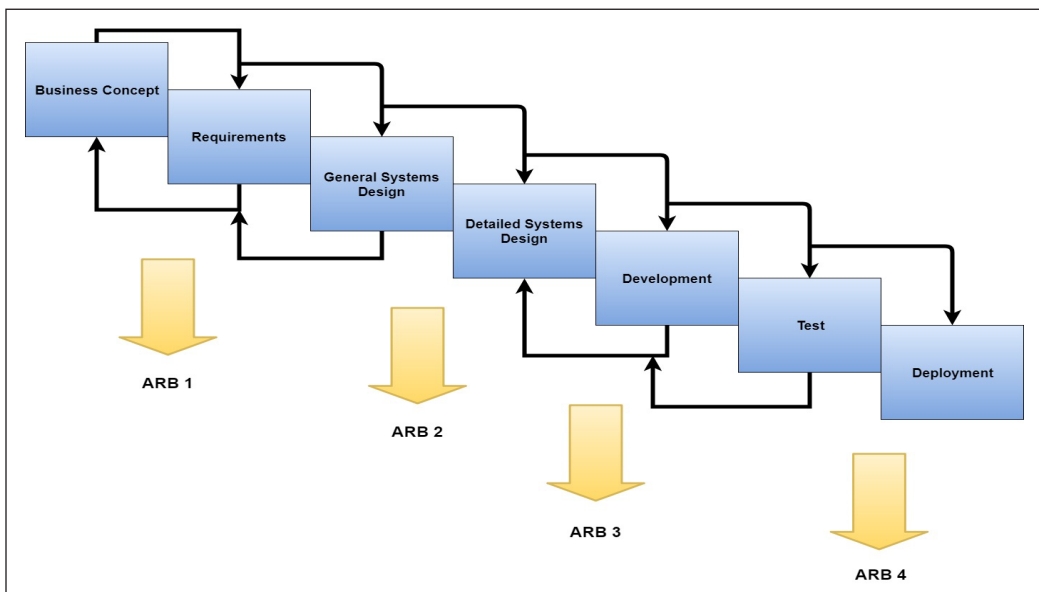 Business Concept
Requirements
General Systems
Design
Detailed Systems
Design
Development
Test
Deployment
ARB 1
ARB 2
ARB 3
ARB 4